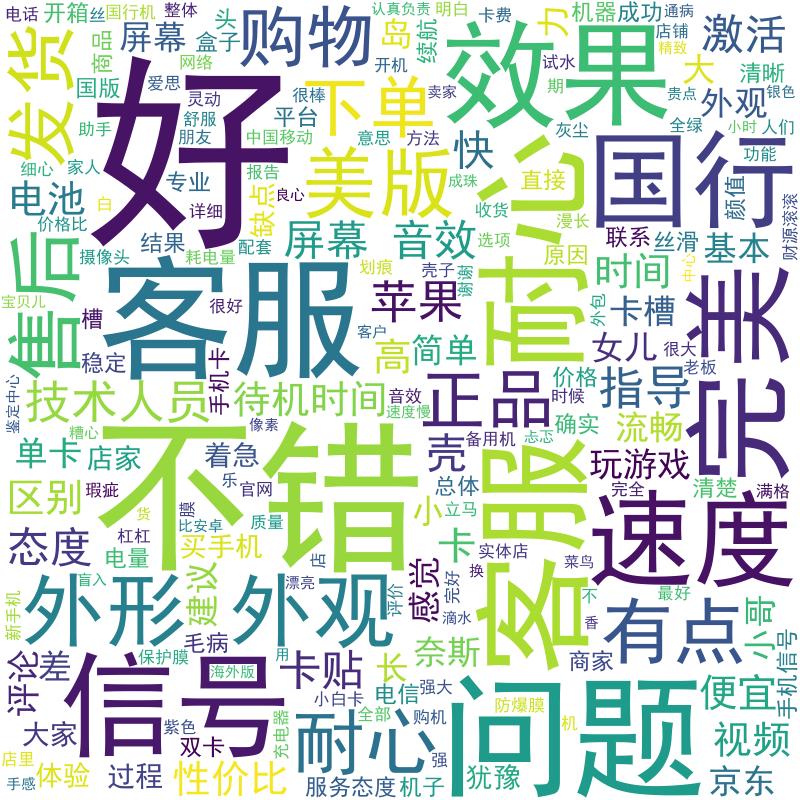 电话
开箱
丝
国行机
整体
头
购物
岛
续航
认真负责
明白
卡费
力
机器
成功
通病
店铺
精致
激活
发货
商品
屏幕
盒子
网络
开机
效果
试水
期
大
清晰
国版
爱思
灵动
很棒
下单
卖家
外观
贵点
银色
好
助手
舒服
朋友
平台
中国移动
意思
方法
灰尘
全绿
小时
人们
细心
家人
报告
美版
快
耐心
国行
功能
电池
专业
缺点
良心
成珠
直接
颜值
财源滚滚
价格比
白
详细
收货
漫长
售后
摄像头
结果
耗电量
配套
屏幕
音效
选项
原因
联系
丝滑
基本
中心
客服
划痕
壳子
谢谢
时间
完美
宝贝儿
槽
很好
苹果
外包
卡槽
稳定
手机卡
客户
高
简单
女儿
很大
老板
鉴定中心
技术人员
待机时间
音效
速度慢
正品
价格
时候
指导
糟心
像素
备用机
忐忑
确实
流畅
单卡
店家
不错
着急
壳
客服
玩游戏
区别
瑕疵
乐
官网
总体
小
立马
完全
清楚
满格
货
膜
比安卓
质量
态度
杠杠
电量
买手机
店
卡
实体店
速度
盲入
建议
漂亮
评价
完好
感觉
换
菜鸟
不
最好
新手机
外形
外观
滴水
香
有点
小哥
手机信号
毛病
用
奈斯
商家
评论
差
信号
保护膜
海外版
卡贴
长
电信
强大
问题
便宜
小白卡
防爆膜
机
大家
紫色
双卡
充电器
全部
耐心
购机
强
视频
店里
手感
体验
过程
性价比
服务态度
机子
犹豫
京东